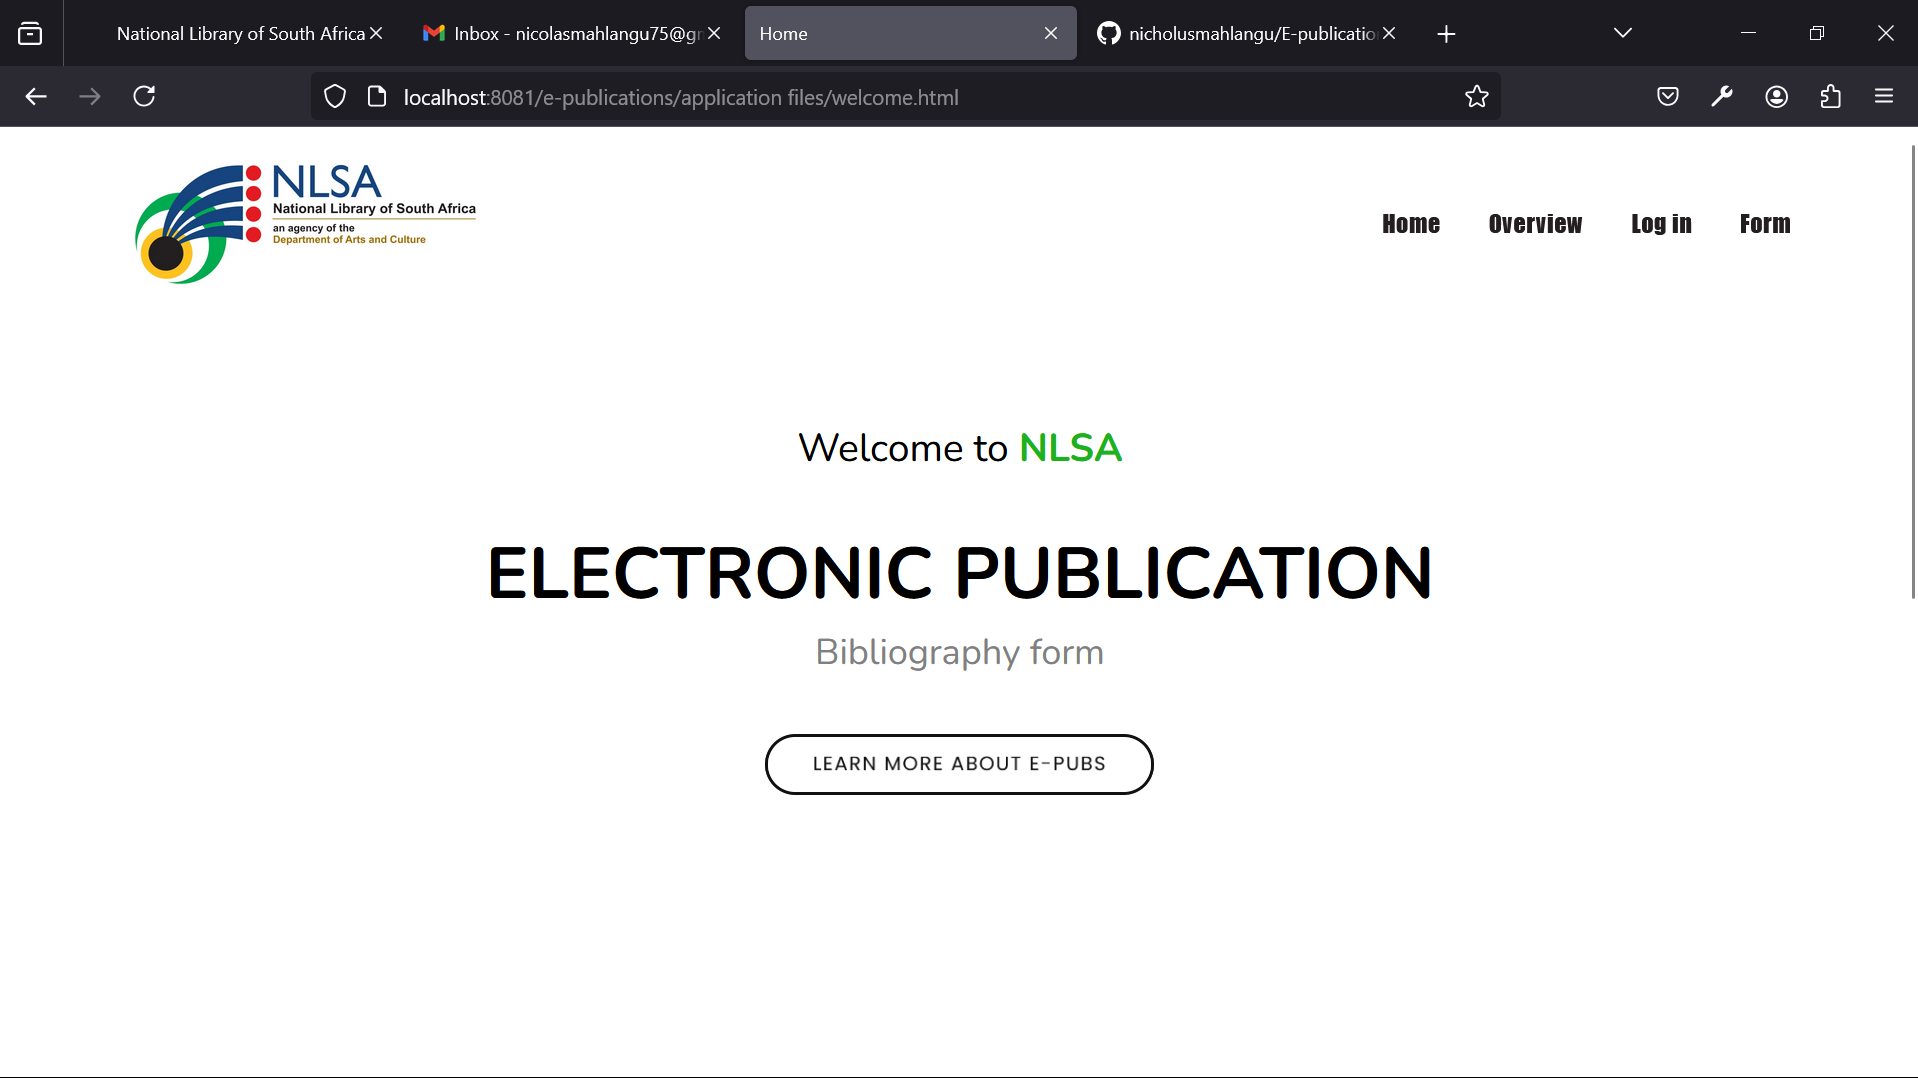 National Library of South Africa
Inbox - nicolasmahlangu75@gr
Home
nicholusmahlangu/E-publication
localhost:8081/e-publications/application files/welcome.html
NLSA
National Library of South Africa
an agency of the
Department of Arts and Culture
Home Overview Log in Form
Welcome to NLSA
ELECTRONIC PUBLICATION
Bibliography form
LEARN MORE ABOUT E-PUBS